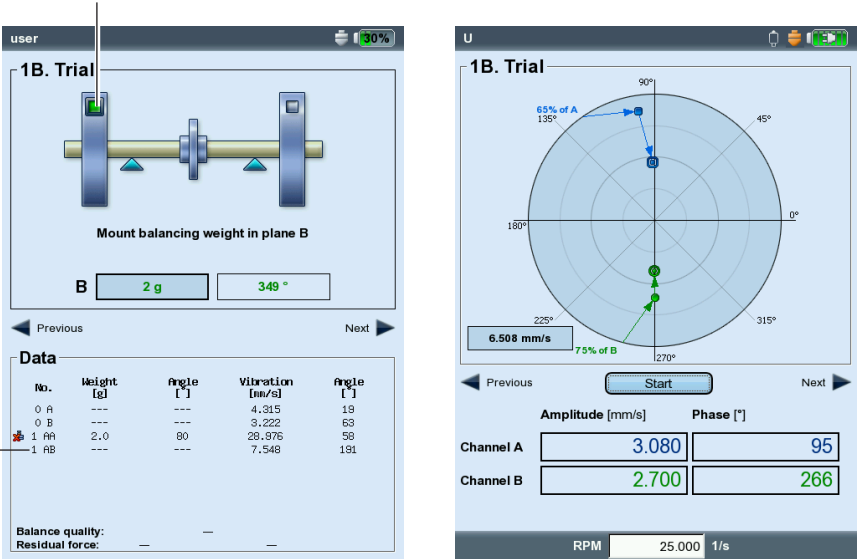 user
30%
1B. Trial
Mount balancing weight in plane B
B 2 g 349 °
Previous Next
Data
No. Weight [g] Angle [°] Vibration [mm/s] Angle [°]
0 A --- --- 4.315 19
0 B --- --- 3.222 63
1 AA 2.0 80 28.976 58
1 AB --- --- 7.548 191
Balance quality: —
Residual force: — —
U
1B. Trial
90°
65% of A
135° 45°
180° 0°
225° 315°
6.508 mm/s
75% of B
270°
Previous Start Next
Amplitude [mm/s] Phase [°]
Channel A 3.080 95
Channel B 2.700 266
RPM 25.000 1/s